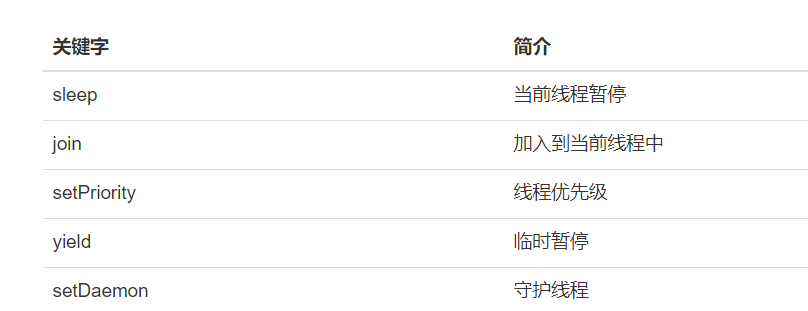 关键字 简介
sleep 当前线程暂停
join 加入到当前线程中
setPriority 线程优先级
yield 临时暂停
setDaemon 守护线程